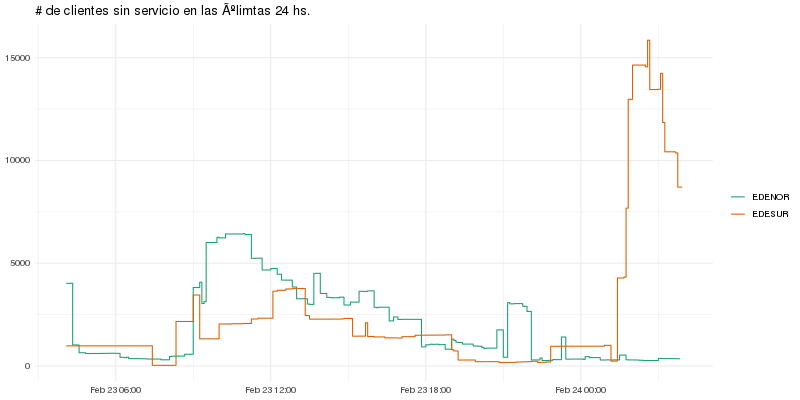 # de clientes sin servicio en las Ãºlimtas 24 hs.
15000
10000
5000
0
Feb 23 06:00
Feb 23 12:00
Feb 23 18:00
Feb 24 00:00
EDENOR
EDESUR